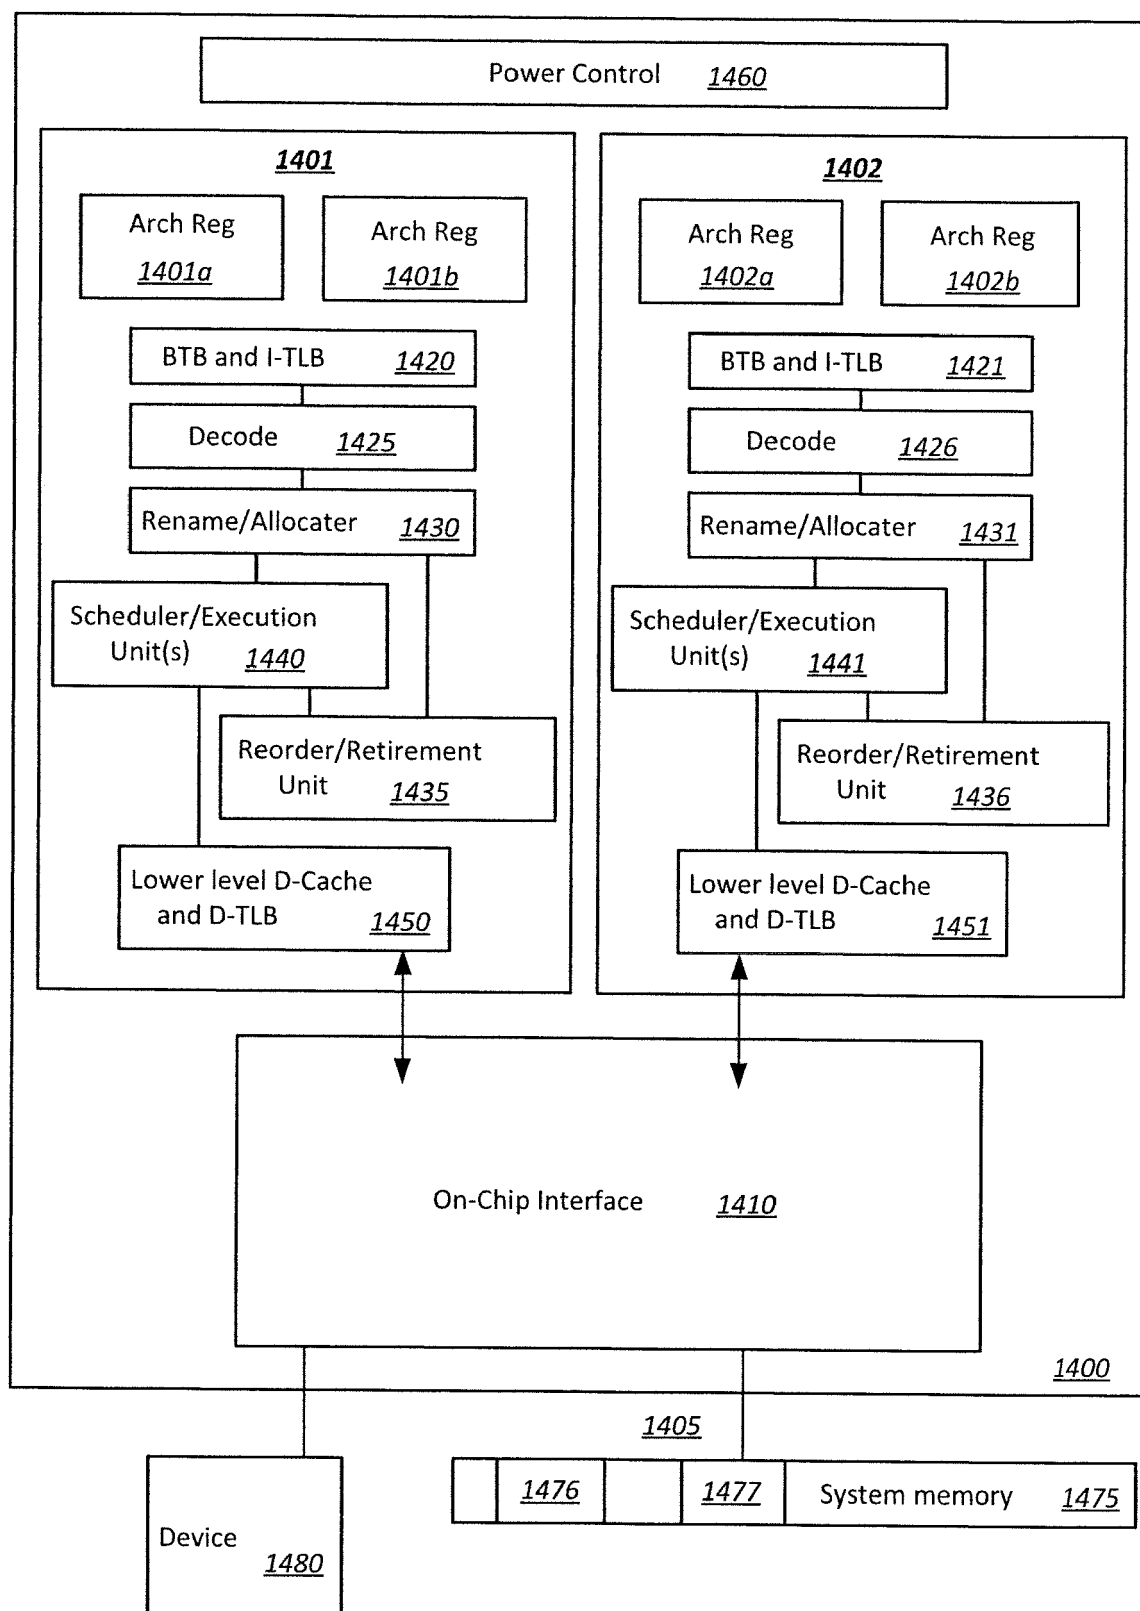 Power Control 1460
1401
Arch Reg
1401a
Arch Reg
1401b
BTB and I-TLB 1420
Decode 1425
Rename/Allocater 1430
Scheduler/Execution
Unit(s) 1440
Reorder/Retirement
Unit 1435
Lower level D-Cache
and D-TLB 1450
1402
Arch Reg
1402a
Arch Reg
1402b
BTB and I-TLB 1421
Decode 1426
Rename/Allocater 1431
Scheduler/Execution
Unit(s) 1441
Reorder/Retirement
Unit 1436
Lower level D-Cache
and D-TLB 1451
On-Chip Interface 1410
1400
1405
1476 1477 System memory 1475
Device 1480